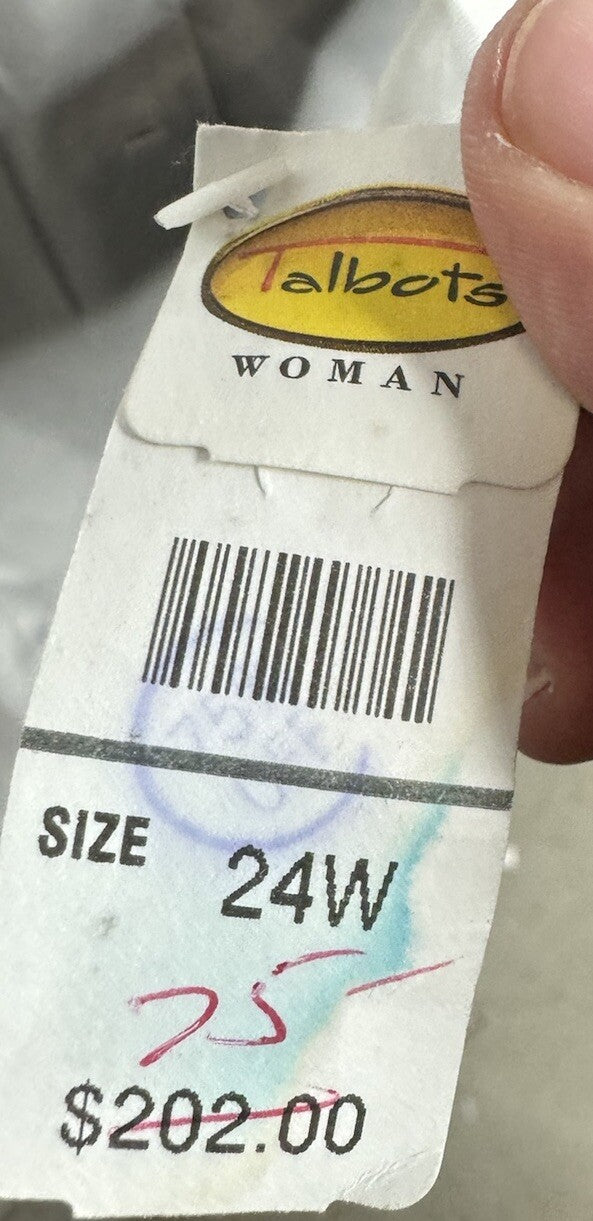 Talbots
WOMAN
SIZE
24W
75-
$202.00